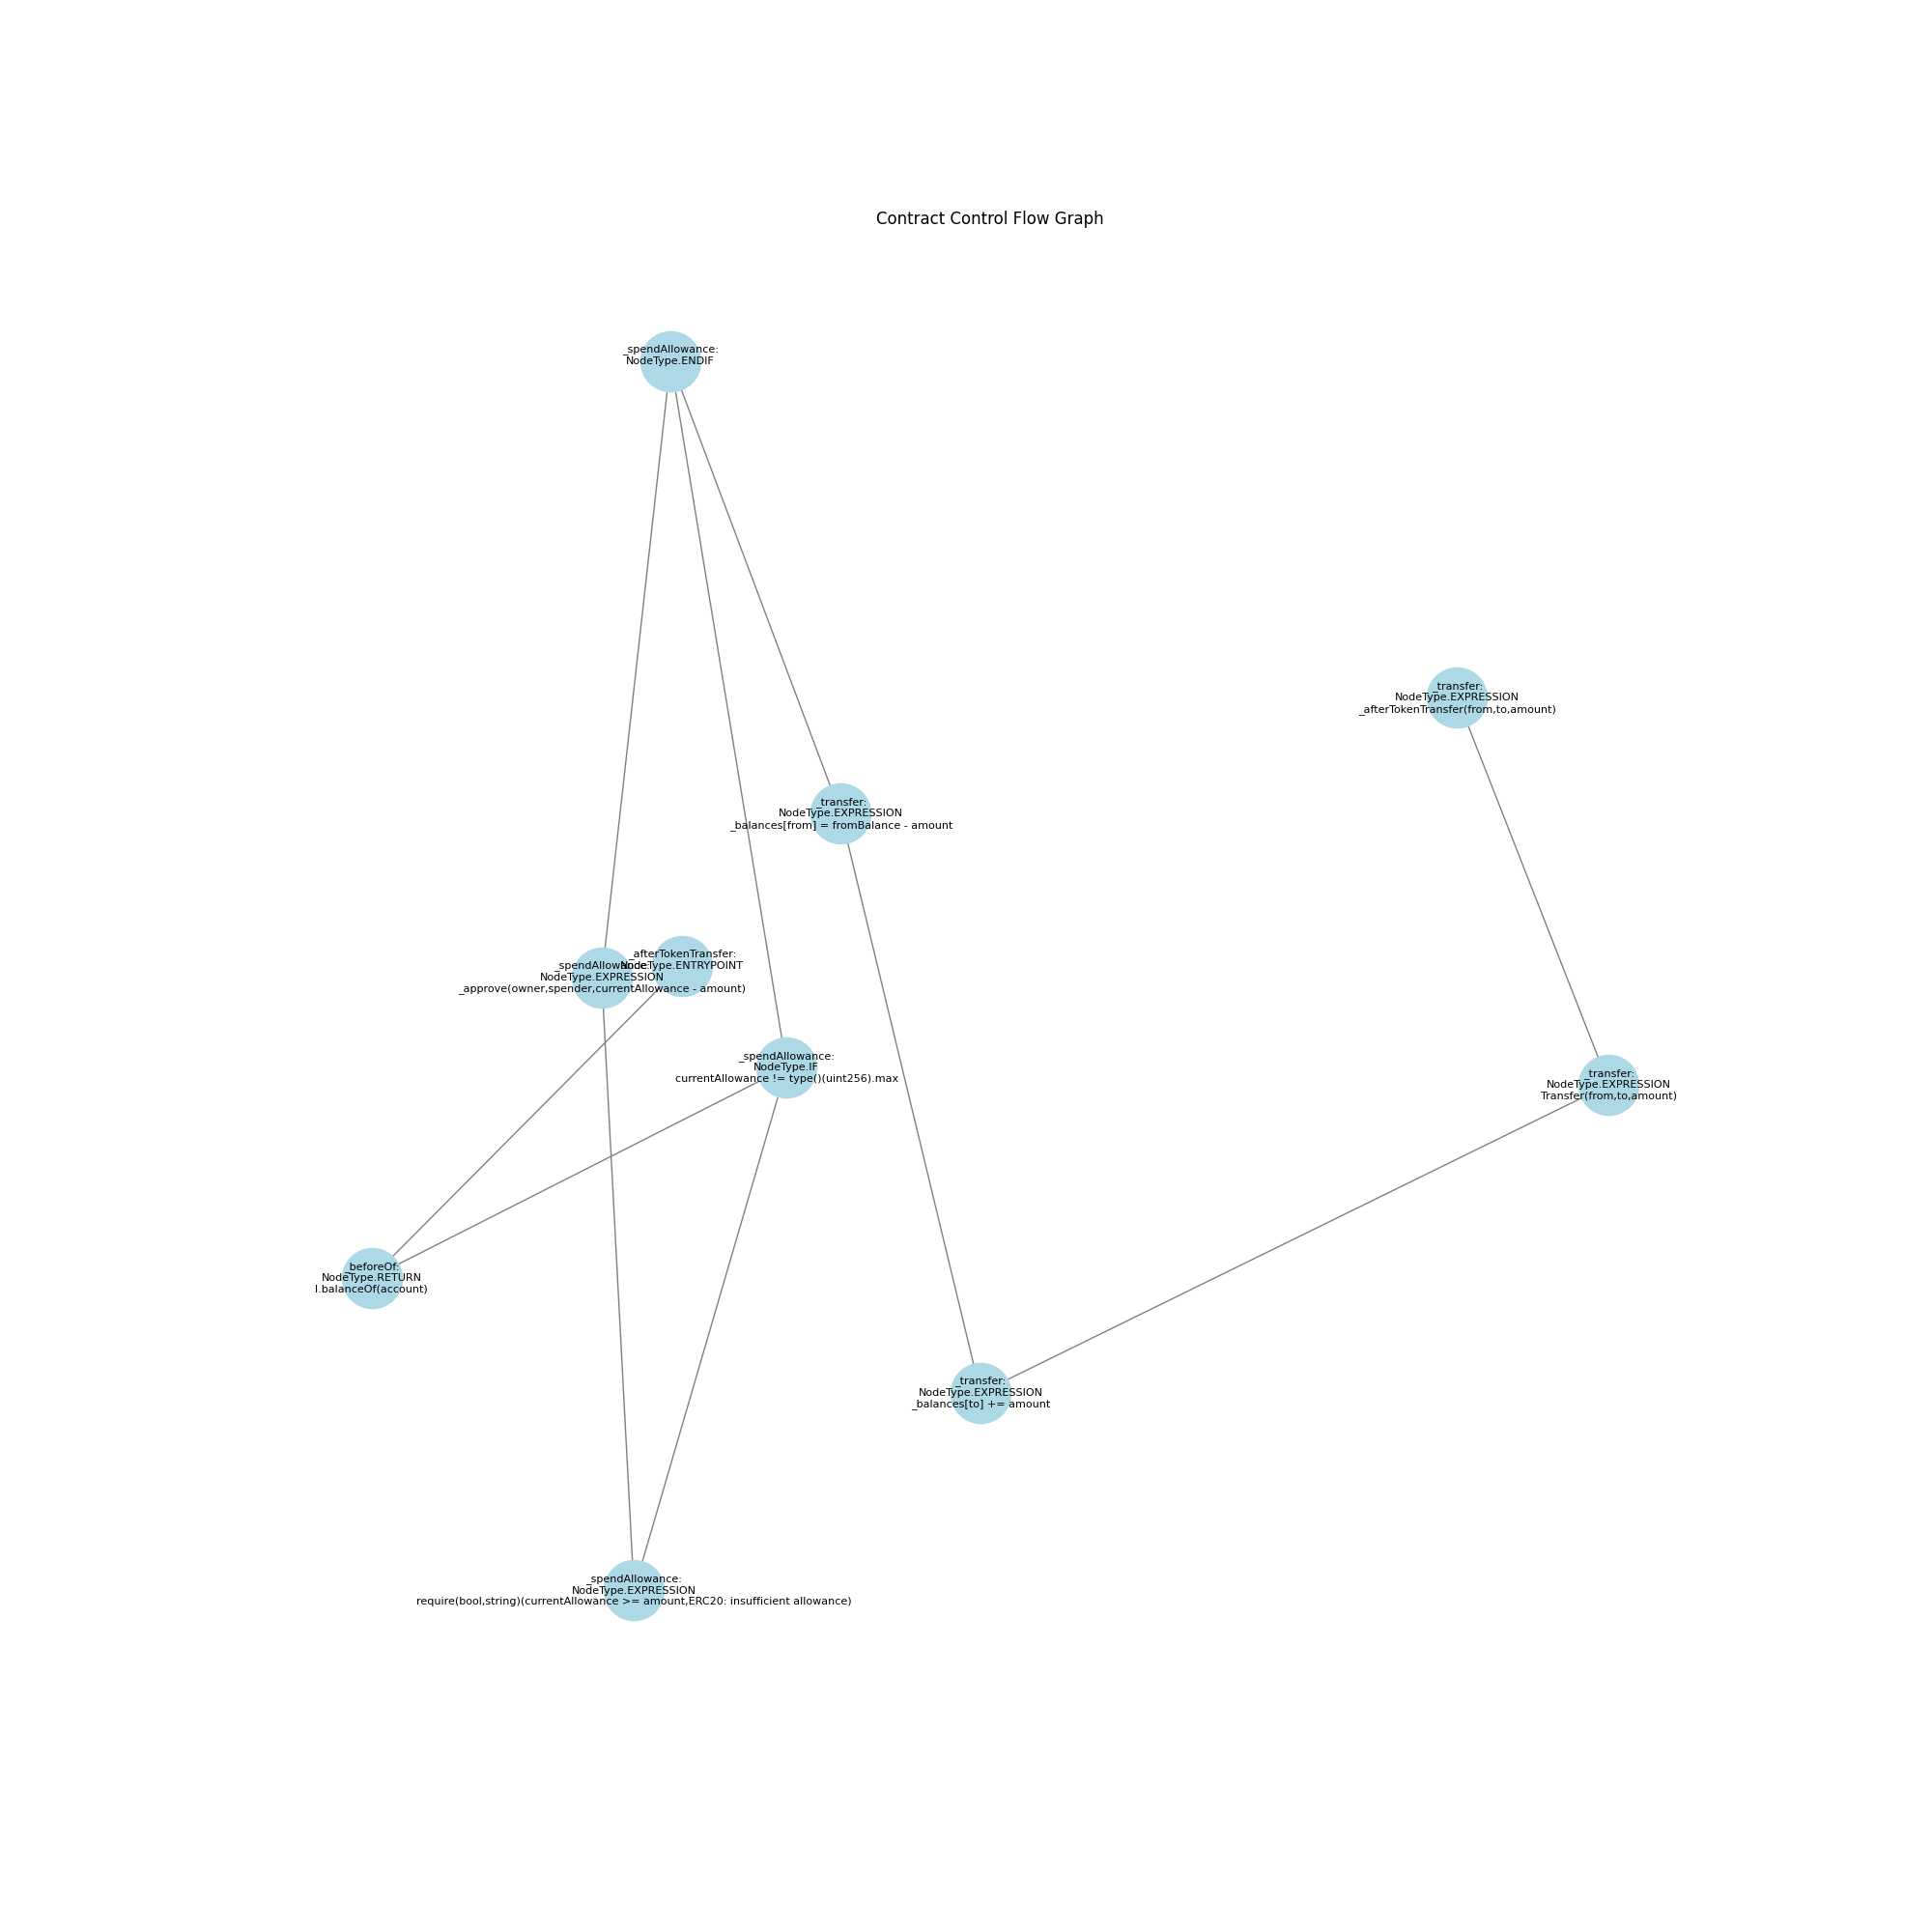 Contract Control Flow Graph
_spendAllowance:
NodeType.ENDIF
_transfer:
NodeType.EXPRESSION
_afterTokenTransfer(from,to,amount)
_transfer:
NodeType.EXPRESSION
_balances[from] = fromBalance - amount
_afterTokenTransfer:
NodeType.ENTRYPOINT
_spendAllowance:
NodeType.EXPRESSION
_approve(owner,spender,currentAllowance - amount)
_spendAllowance:
NodeType.IF
currentAllowance != type()(uint256).max
_transfer:
NodeType.EXPRESSION
Transfer(from,to,amount)
_beforeOf:
NodeType.RETURN
I.balanceOf(account)
_transfer:
NodeType.EXPRESSION
_balances[to] += amount
_spendAllowance:
NodeType.EXPRESSION
require(bool,string)(currentAllowance >= amount,ERC20: insufficient allowance)